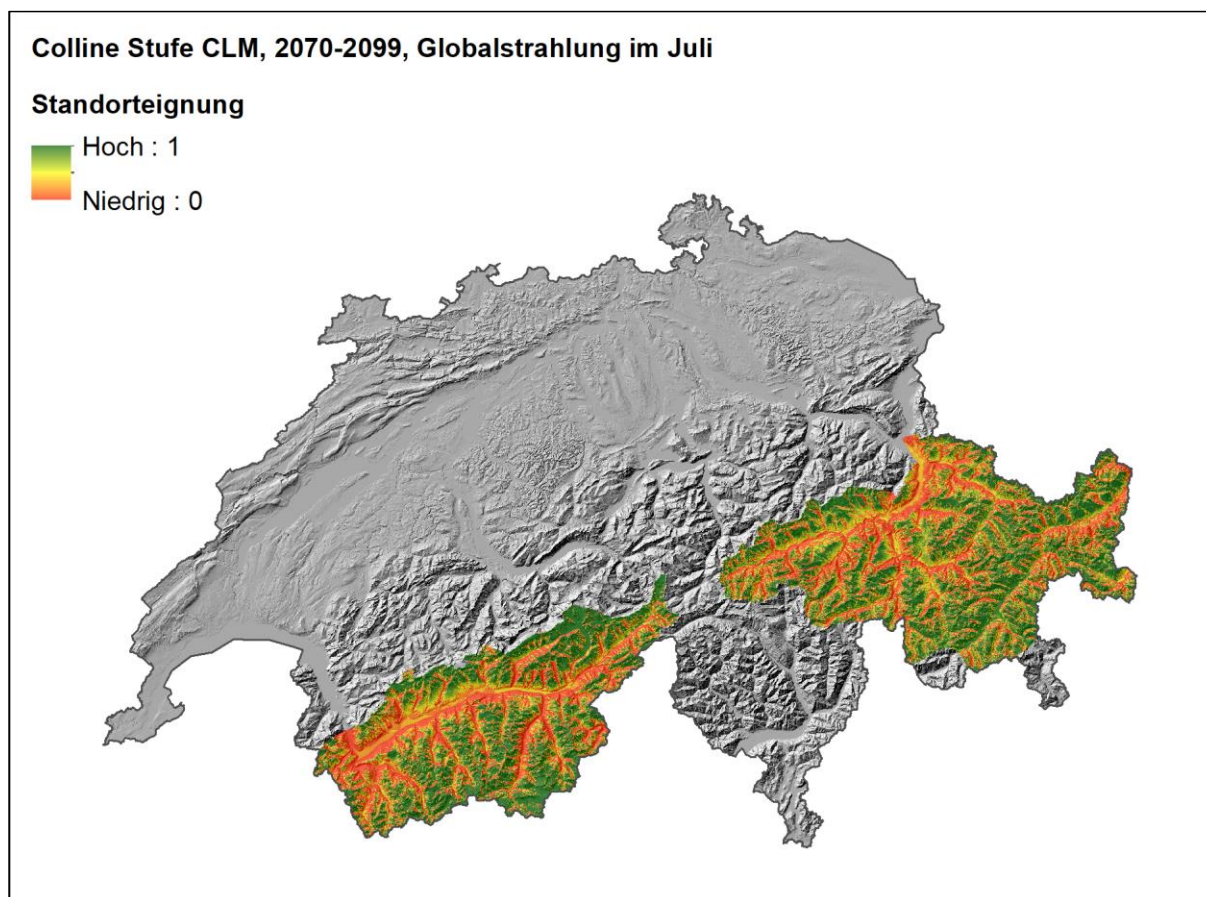 Colline Stufe CLM, 2070-2099, Globalstrahlung im Juli
Standorteignung
Hoch : 1
Niedrig : 0